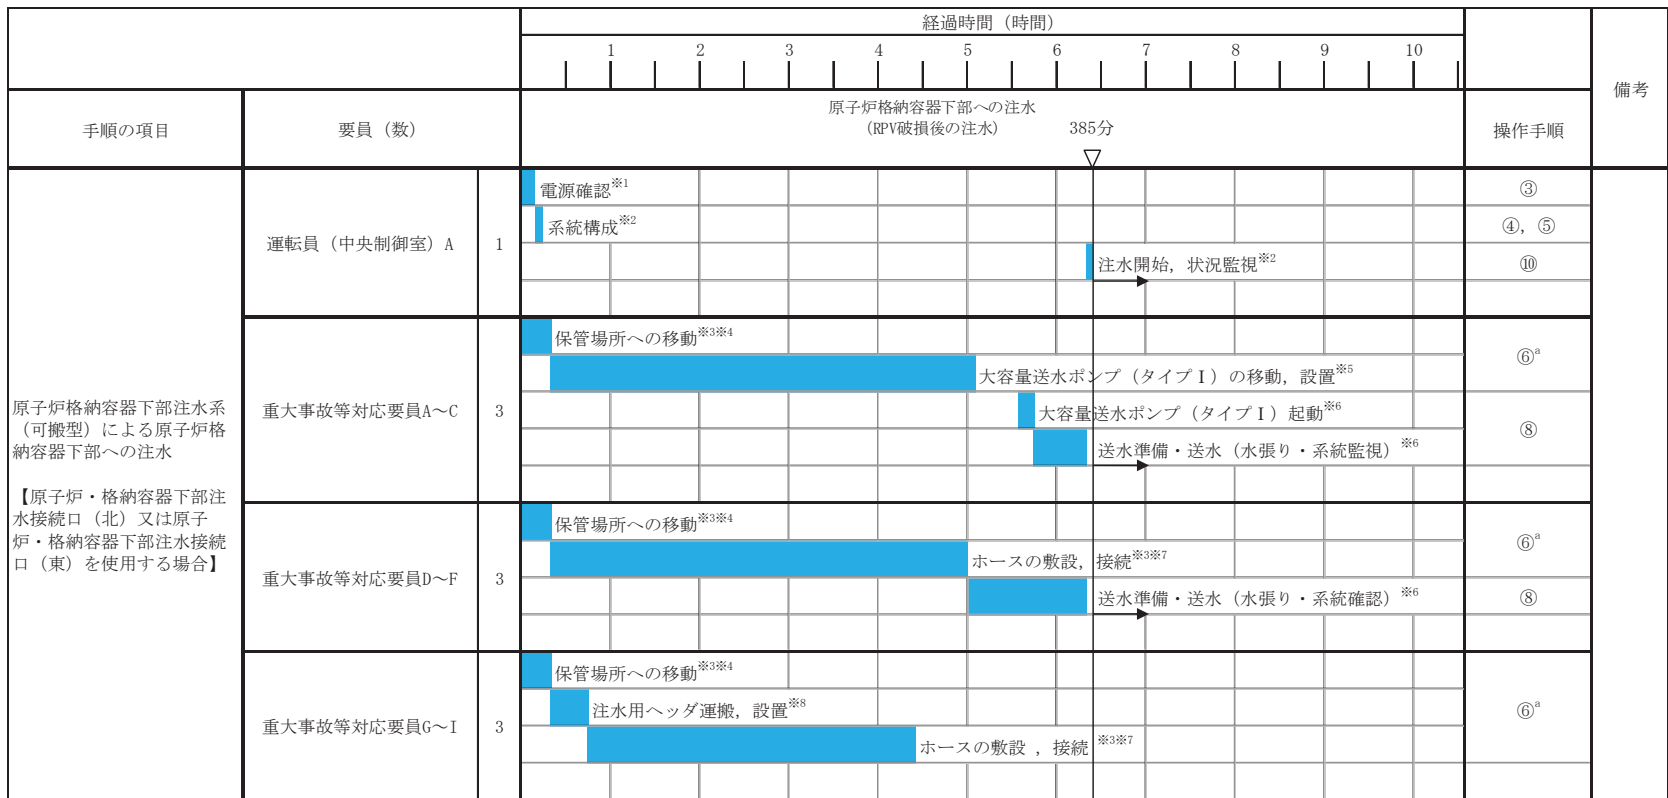 経過時間（時間）
1 2 3 4 5 6 7 8 9 10
備考
手順の項目
要員（数）
原子炉格納容器下部への注水
（RPV破損後の注水）
385分
操作手順
原子炉格納容器下部注水系
（可搬型）による原子炉格
納容器下部への注水
【原子炉・格納容器下部注
水接続口（北）又は原子
炉・格納容器下部注水接続
口（東）を使用する場合】
運転員（中央制御室）A
1
電源確認※1
③
系統構成※2
④，⑤
注水開始，状況監視※2
⑩
重大事故等対応要員A～C
3
保管場所への移動※3※4
⑥a
大容量送水ポンプ（タイプⅠ）の移動，設置※5
大容量送水ポンプ（タイプⅠ）起動※6
⑧
送水準備・送水（水張り・系統監視）※6
重大事故等対応要員D～F
3
保管場所への移動※3※4
⑥a
ホースの敷設，接続※3※7
送水準備・送水（水張り・系統確認）※6
⑧
重大事故等対応要員G～I
3
保管場所への移動※3※4
注水用ヘッダ運搬，設置※8
⑥a
ホースの敷設 ，接続 ※3※7